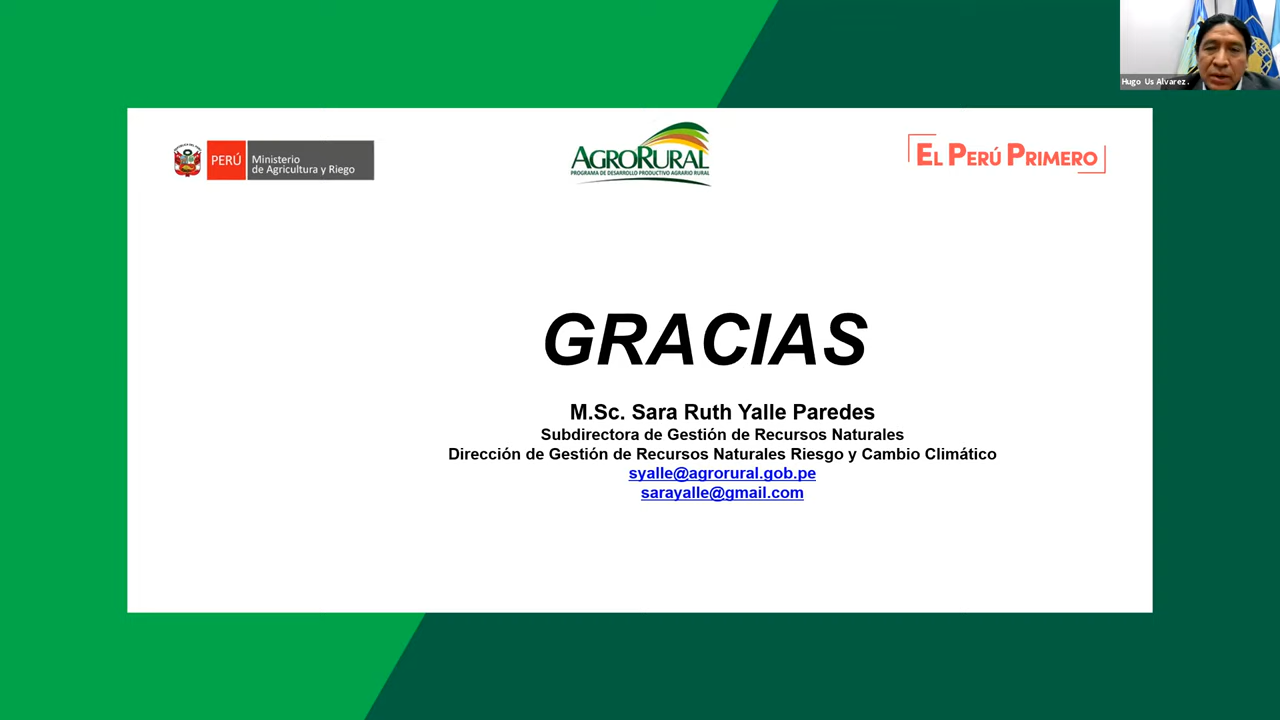 Hugo Us Alvarez.
PERÚ
Ministerio
de Agricultura y Riego
AGRORURAL
PROGRAMA DE DESARROLLO PRODUCTIVO AGRARIO RURAL
EL PERÚ PRIMERO
GRACIAS
M.Sc. Sara Ruth Yalle Paredes
Subdirectora de Gestión de Recursos Naturales
Dirección de Gestión de Recursos Naturales Riesgo y Cambio Climático
syalle@agrorural.gob.pe
sarayalle@gmail.com